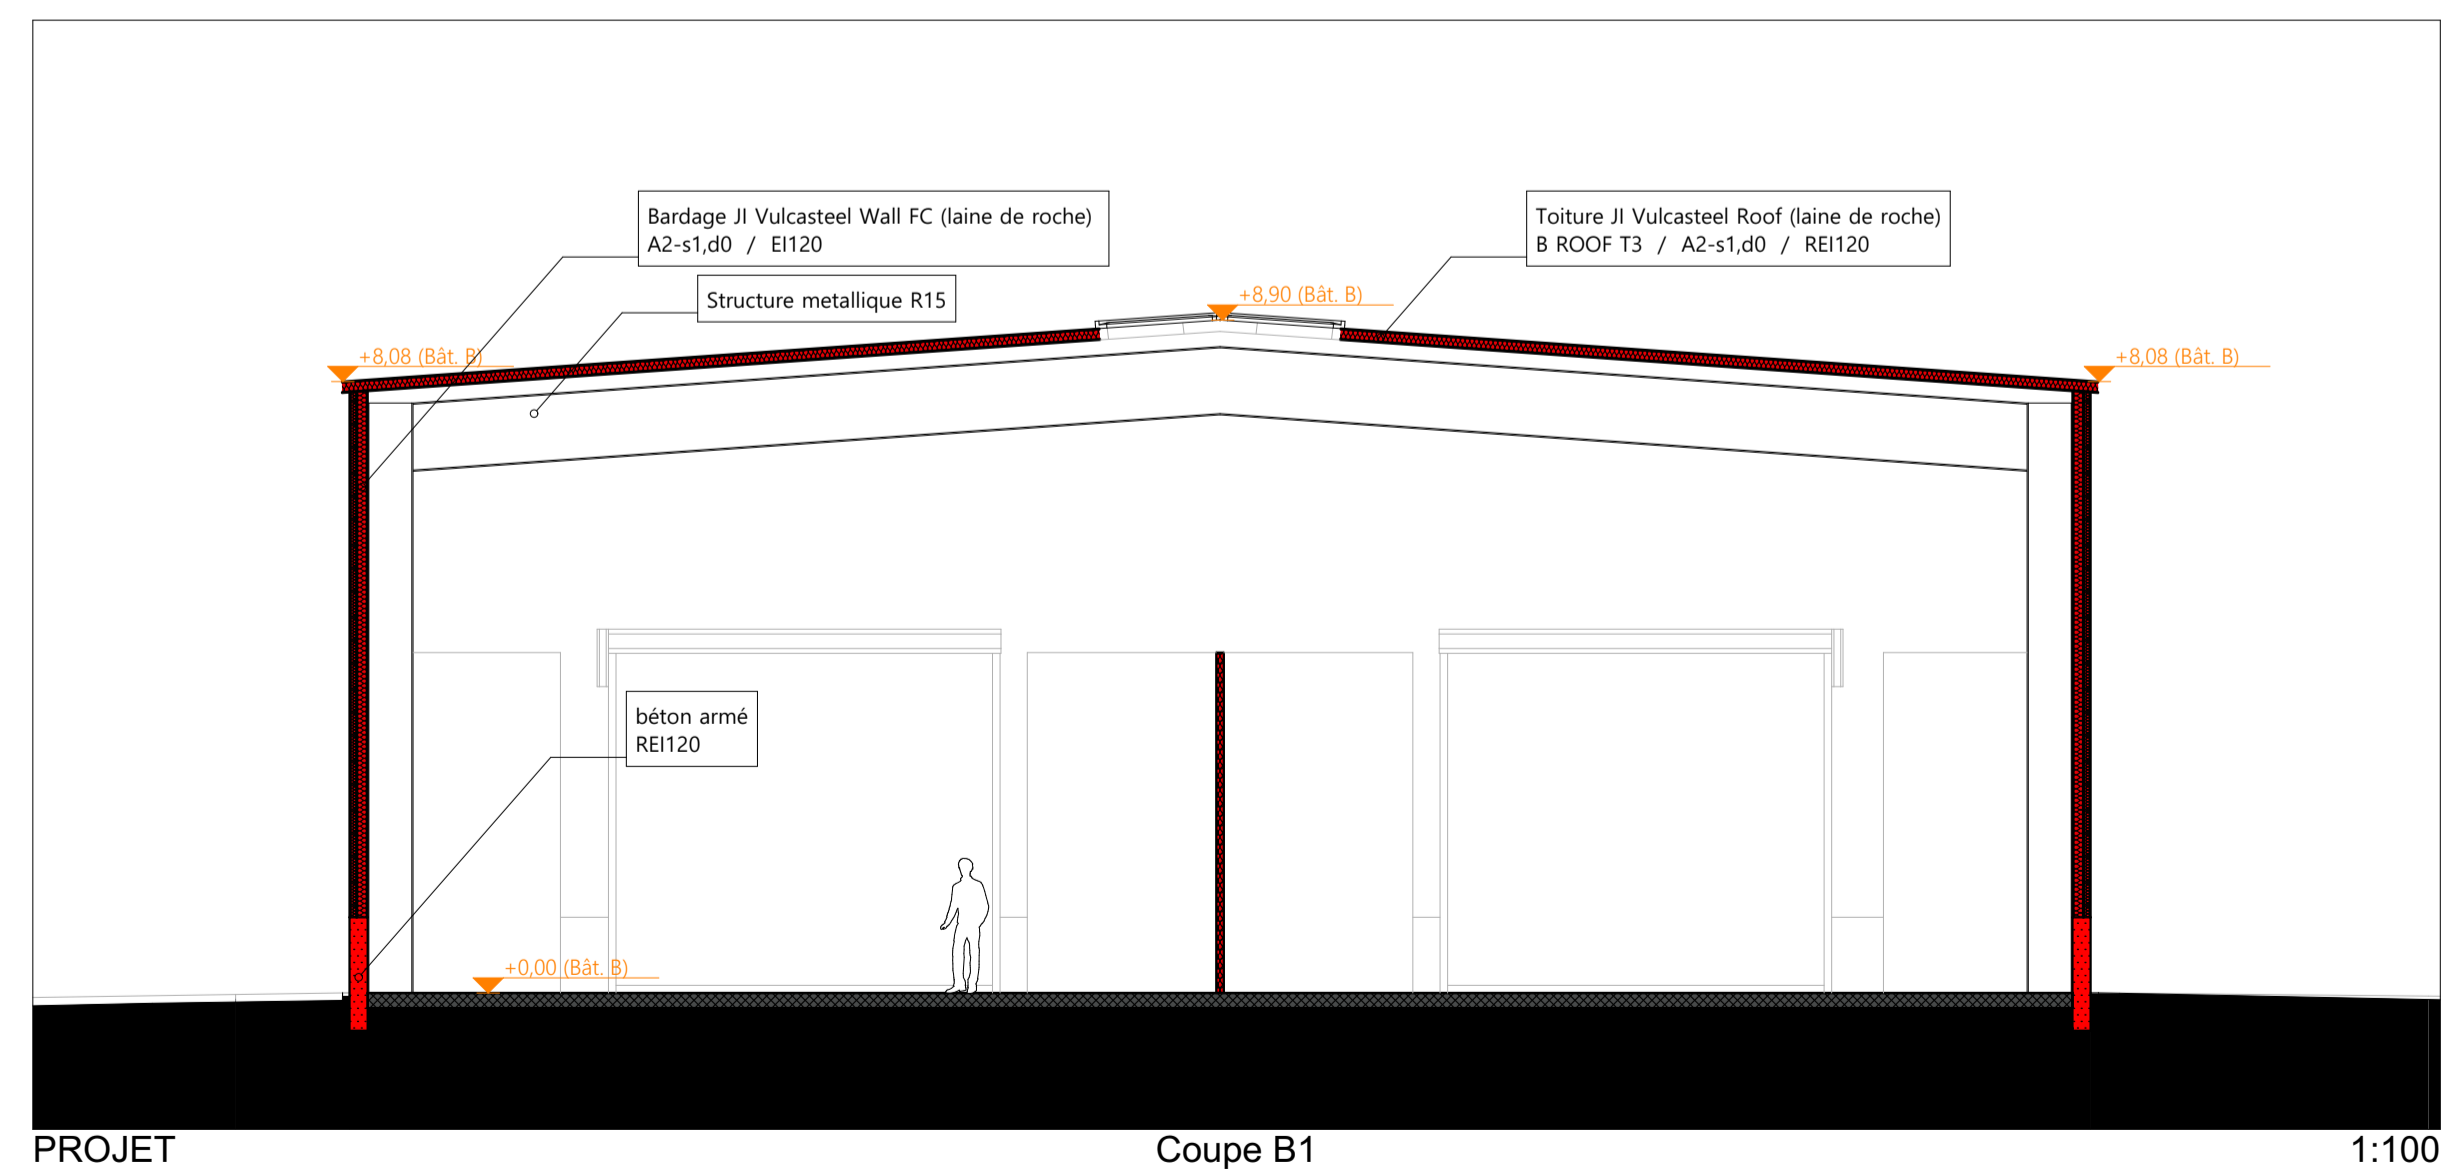 Bardage JI Vulcasteel Wall FC (laine de roche)
A2-s1,d0 / EI120
Toiture JI Vulcasteel Roof (laine de roche)
B ROOF T3 / A2-s1,d0 / REI120
Structure metallique R15
+8,90 (Bât. B)
+8,08 (Bât. B)
+8,08 (Bât. B)
béton armé
REI120
+0,00 (Bât. B)
PROJET
Coupe B1
1:100